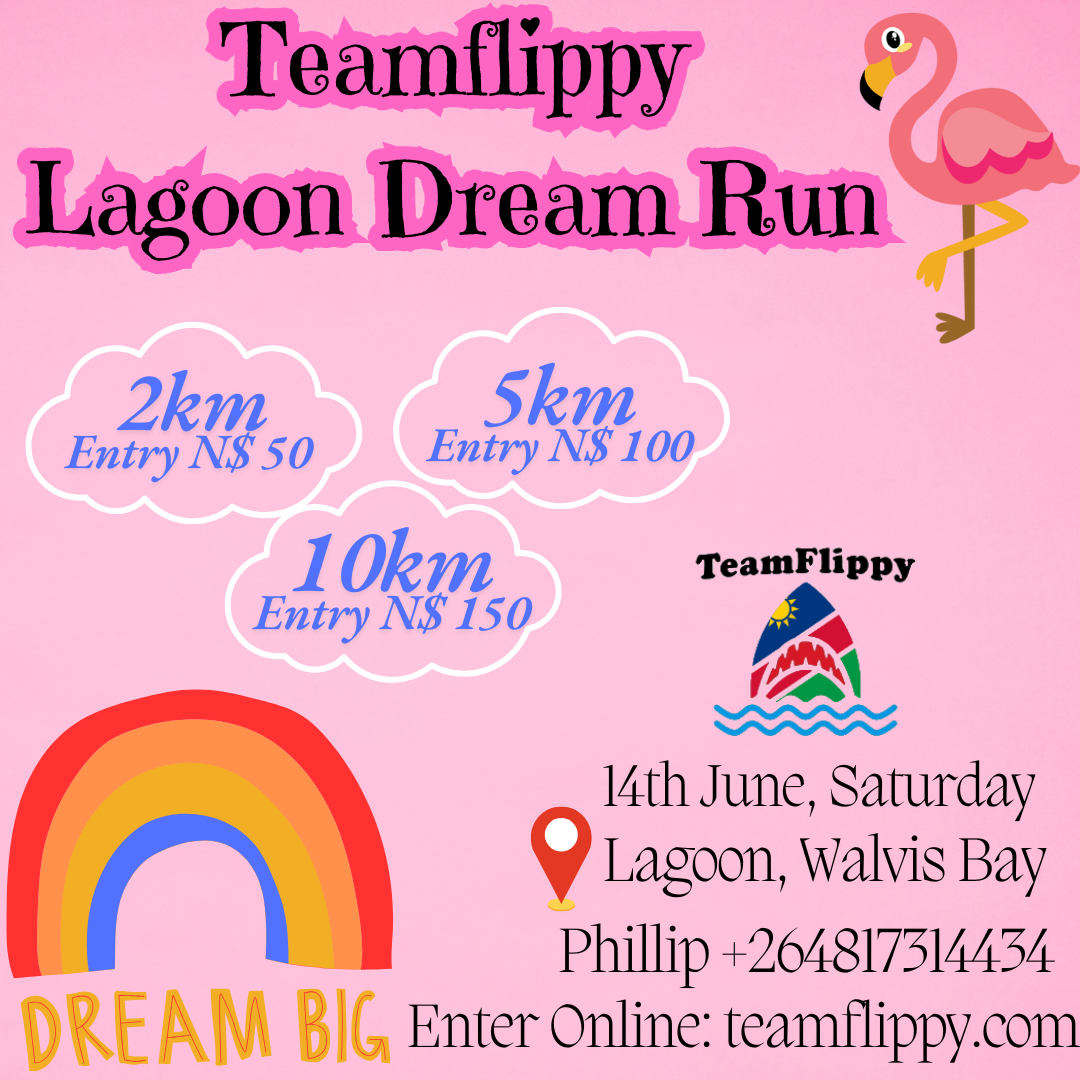 Teamflippy
Lagoon Dream Run
2km
Entry N$ 50
5km
Entry N$ 100
10km
Entry N$ 150
TeamFlippy
14th June, Saturday
Lagoon, Walvis Bay
Phillip +264817314434
Enter Online: teamflippy.com
DREAM BIG